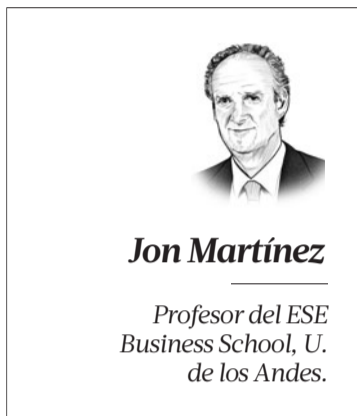 Jon Martínez
Profesor del ESE
Business School, U.
de los Andes.